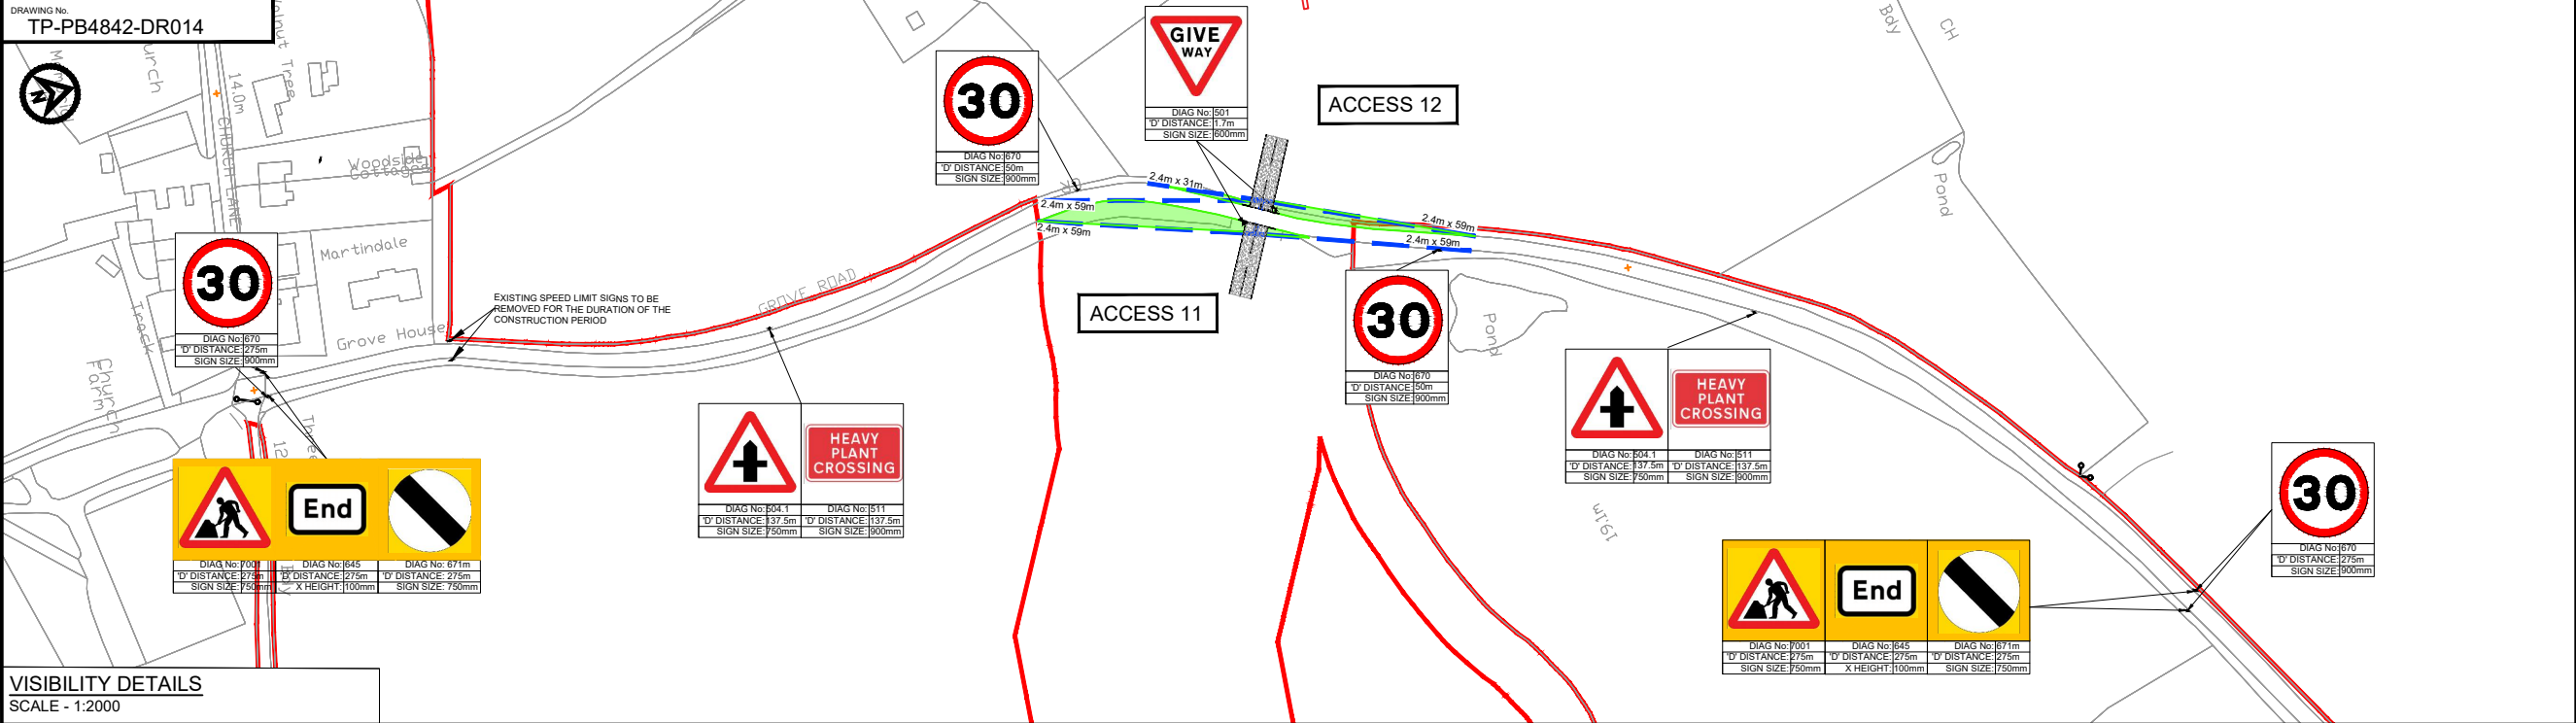 DRAWING No.
TP-PB4842-DR014
N
urch
Walnut Tree
14.0m
CHURCH LANE
Woodside
Cottages
Martindale
Grove House
Track
Church
Farm
30
DIAG No: 670
'D' DISTANCE: 275m
SIGN SIZE: 900mm
EXISTING SPEED LIMIT SIGNS TO BE
REMOVED FOR THE DURATION OF THE
CONSTRUCTION PERIOD
GROVE ROAD
End
DIAG No: 7001
'D' DISTANCE: 275m
SIGN SIZE: 750mm
DIAG No: 645
'D' DISTANCE: 275m
X HEIGHT: 100mm
DIAG No: 671m
'D' DISTANCE: 275m
SIGN SIZE: 750mm
HEAVY
PLANT
CROSSING
DIAG No: 504.1
'D' DISTANCE: 137.5m
SIGN SIZE: 750mm
DIAG No: 511
'D' DISTANCE: 137.5m
SIGN SIZE: 900mm
30
DIAG No: 670
'D' DISTANCE: 50m
SIGN SIZE: 900mm
GIVE
WAY
DIAG No: 501
'D' DISTANCE: 1.7m
SIGN SIZE: 600mm
ACCESS 12
CR
2.4m x 31m
2.4m x 59m
2.4m x 59m
2.4m x 59m
2.4m x 59m
ACCESS 11
30
DIAG No: 670
'D' DISTANCE: 50m
SIGN SIZE: 900mm
Pond
Pond
Bdy
CH
HEAVY
PLANT
CROSSING
DIAG No: 504.1
'D' DISTANCE: 137.5m
SIGN SIZE: 750mm
DIAG No: 511
'D' DISTANCE: 137.5m
SIGN SIZE: 900mm
19.1m
End
DIAG No: 7001
'D' DISTANCE: 275m
SIGN SIZE: 750mm
DIAG No: 645
'D' DISTANCE: 275m
X HEIGHT: 100mm
DIAG No: 671m
'D' DISTANCE: 275m
SIGN SIZE: 750mm
30
DIAG No: 670
'D' DISTANCE: 275m
SIGN SIZE: 900mm
VISIBILITY DETAILS
SCALE - 1:2000